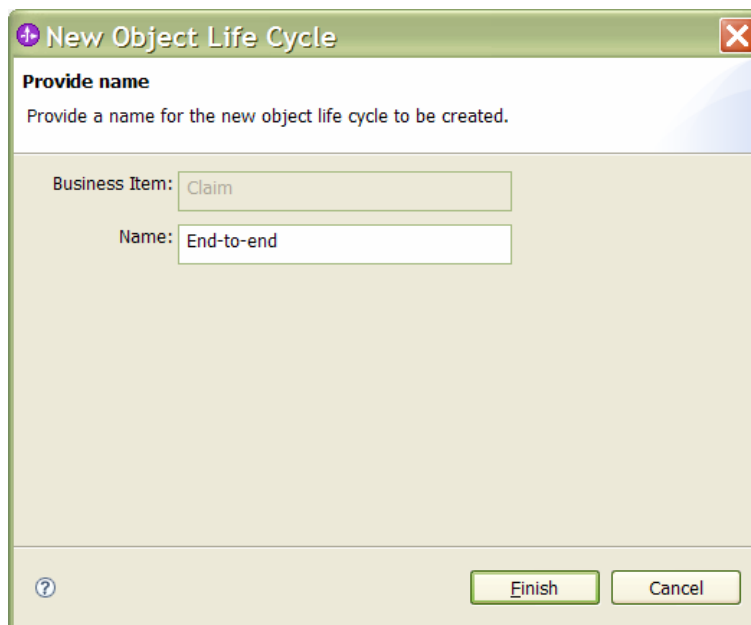 New Object Life Cycle
Provide name
Provide a name for the new object life cycle to be created.
Business Item: Claim
Name: End-to-end
? Finish Cancel